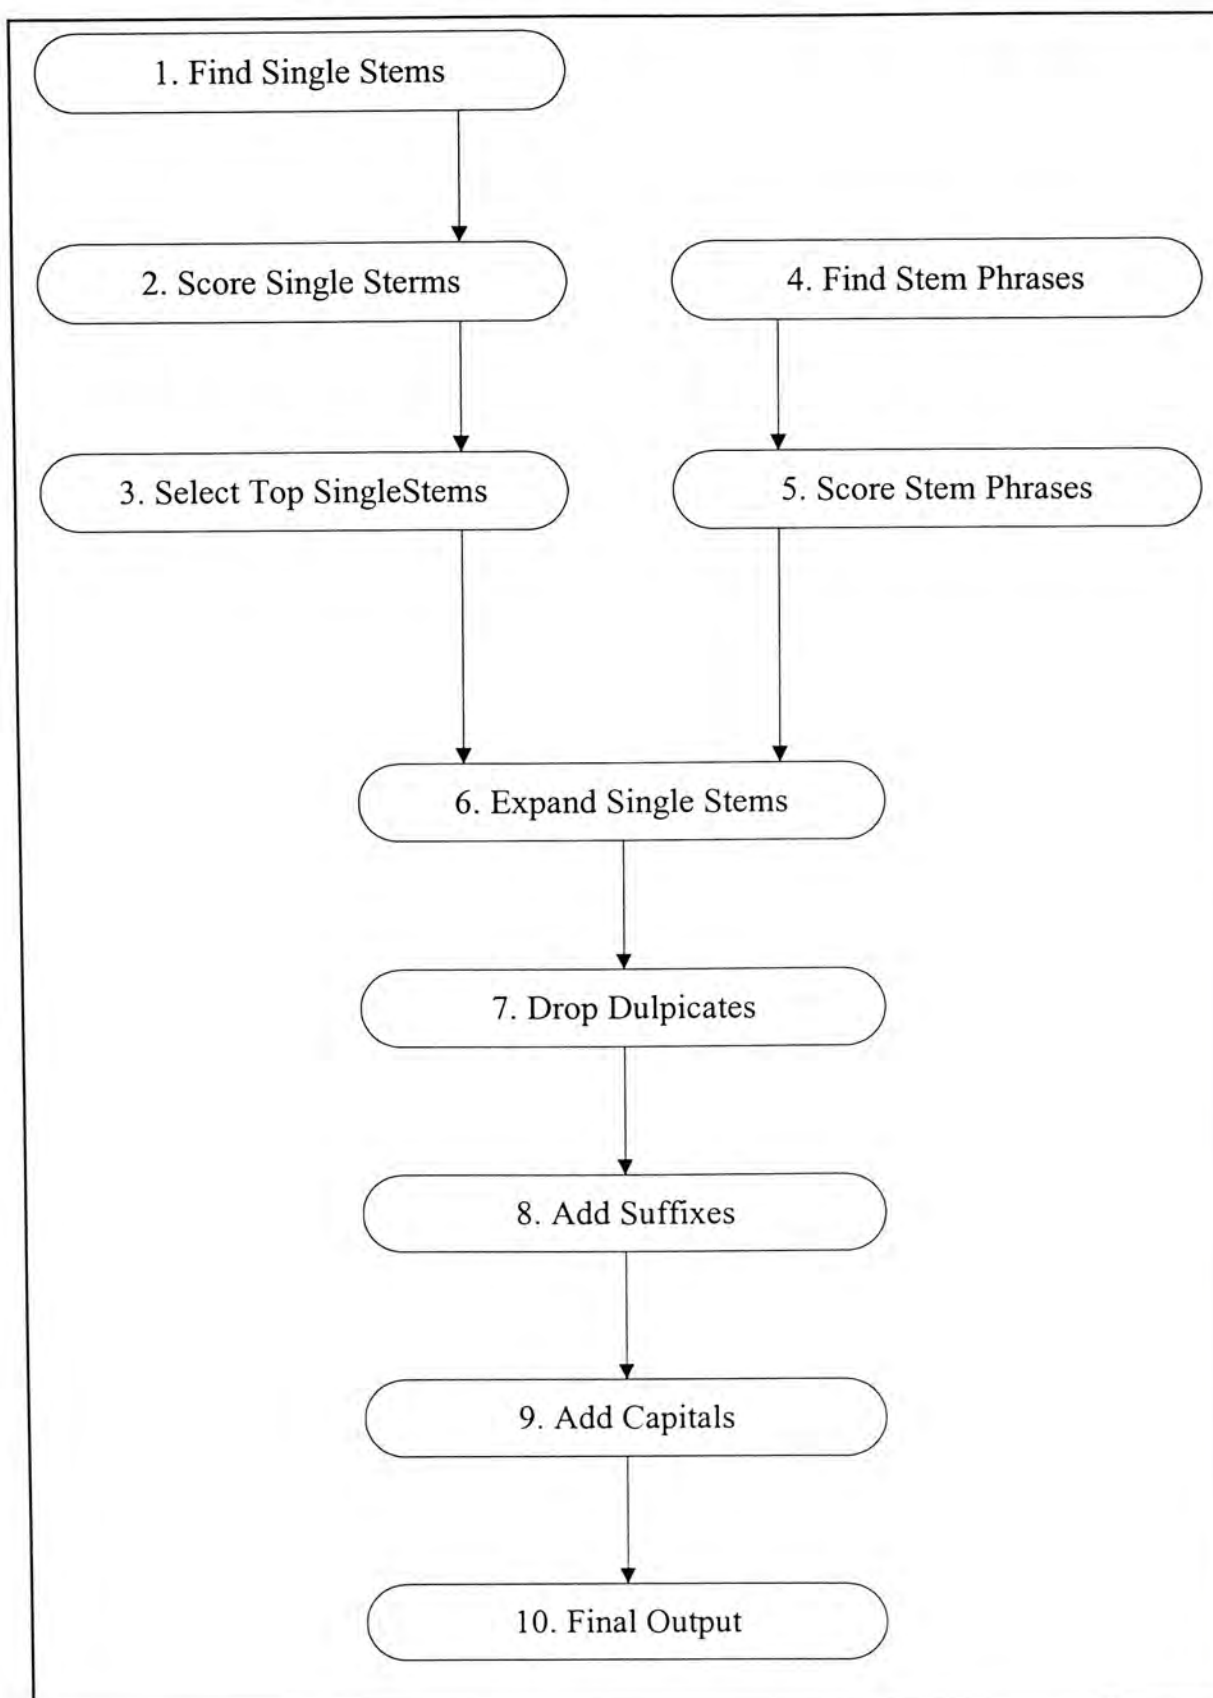 1. Find Single Stems
2. Score Single Sterms
4. Find Stem Phrases
3. Select Top SingleStems
5. Score Stem Phrases
6. Expand Single Stems
7. Drop Dulpicates
8. Add Suffixes
9. Add Capitals
10. Final Output